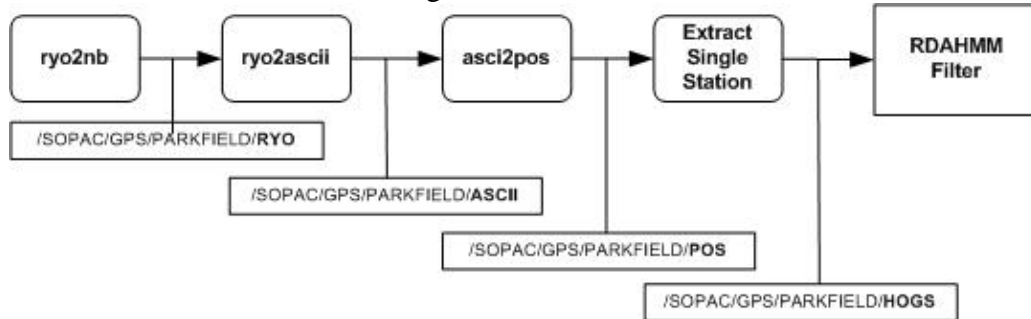 ryo2nb
ryo2ascii
asci2pos
Extract
Single
Station
RDAHMM
Filter
/SOPAC/GPS/PARKFIELD/RYO
/SOPAC/GPS/PARKFIELD/ASCII
/SOPAC/GPS/PARKFIELD/POS
/SOPAC/GPS/PARKFIELD/HOGS